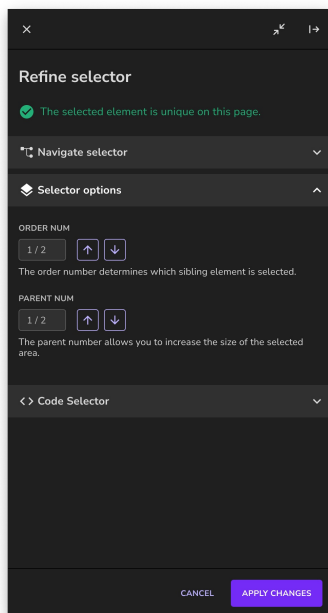 Refine selector
The selected element is unique on this page.
Navigate selector
Selector options
ORDER NUM
1 / 2
The order number determines which sibling element is selected.
PARENT NUM
1 / 2
The parent number allows you to increase the size of the selected
area.
Code Selector
CANCEL
APPLY CHANGES